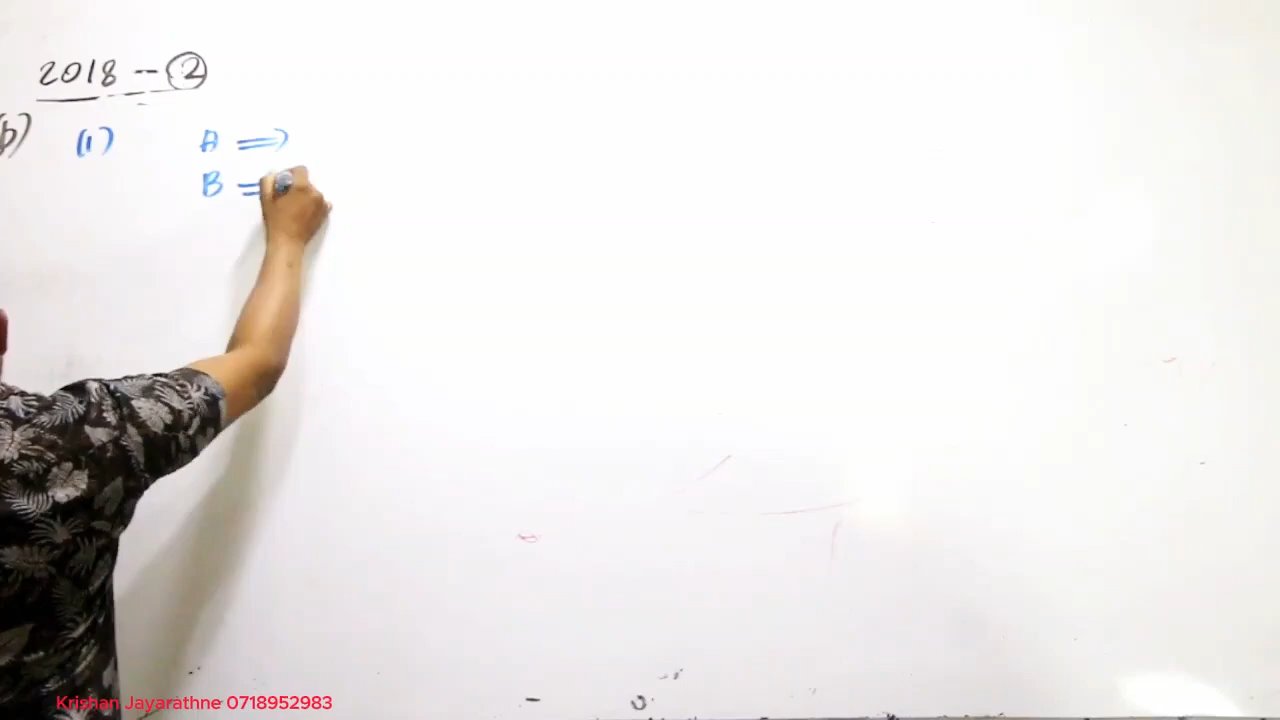 2018 - ②
(b) (1) A ⟹
B =
Krishan Jayarathne 0718952983